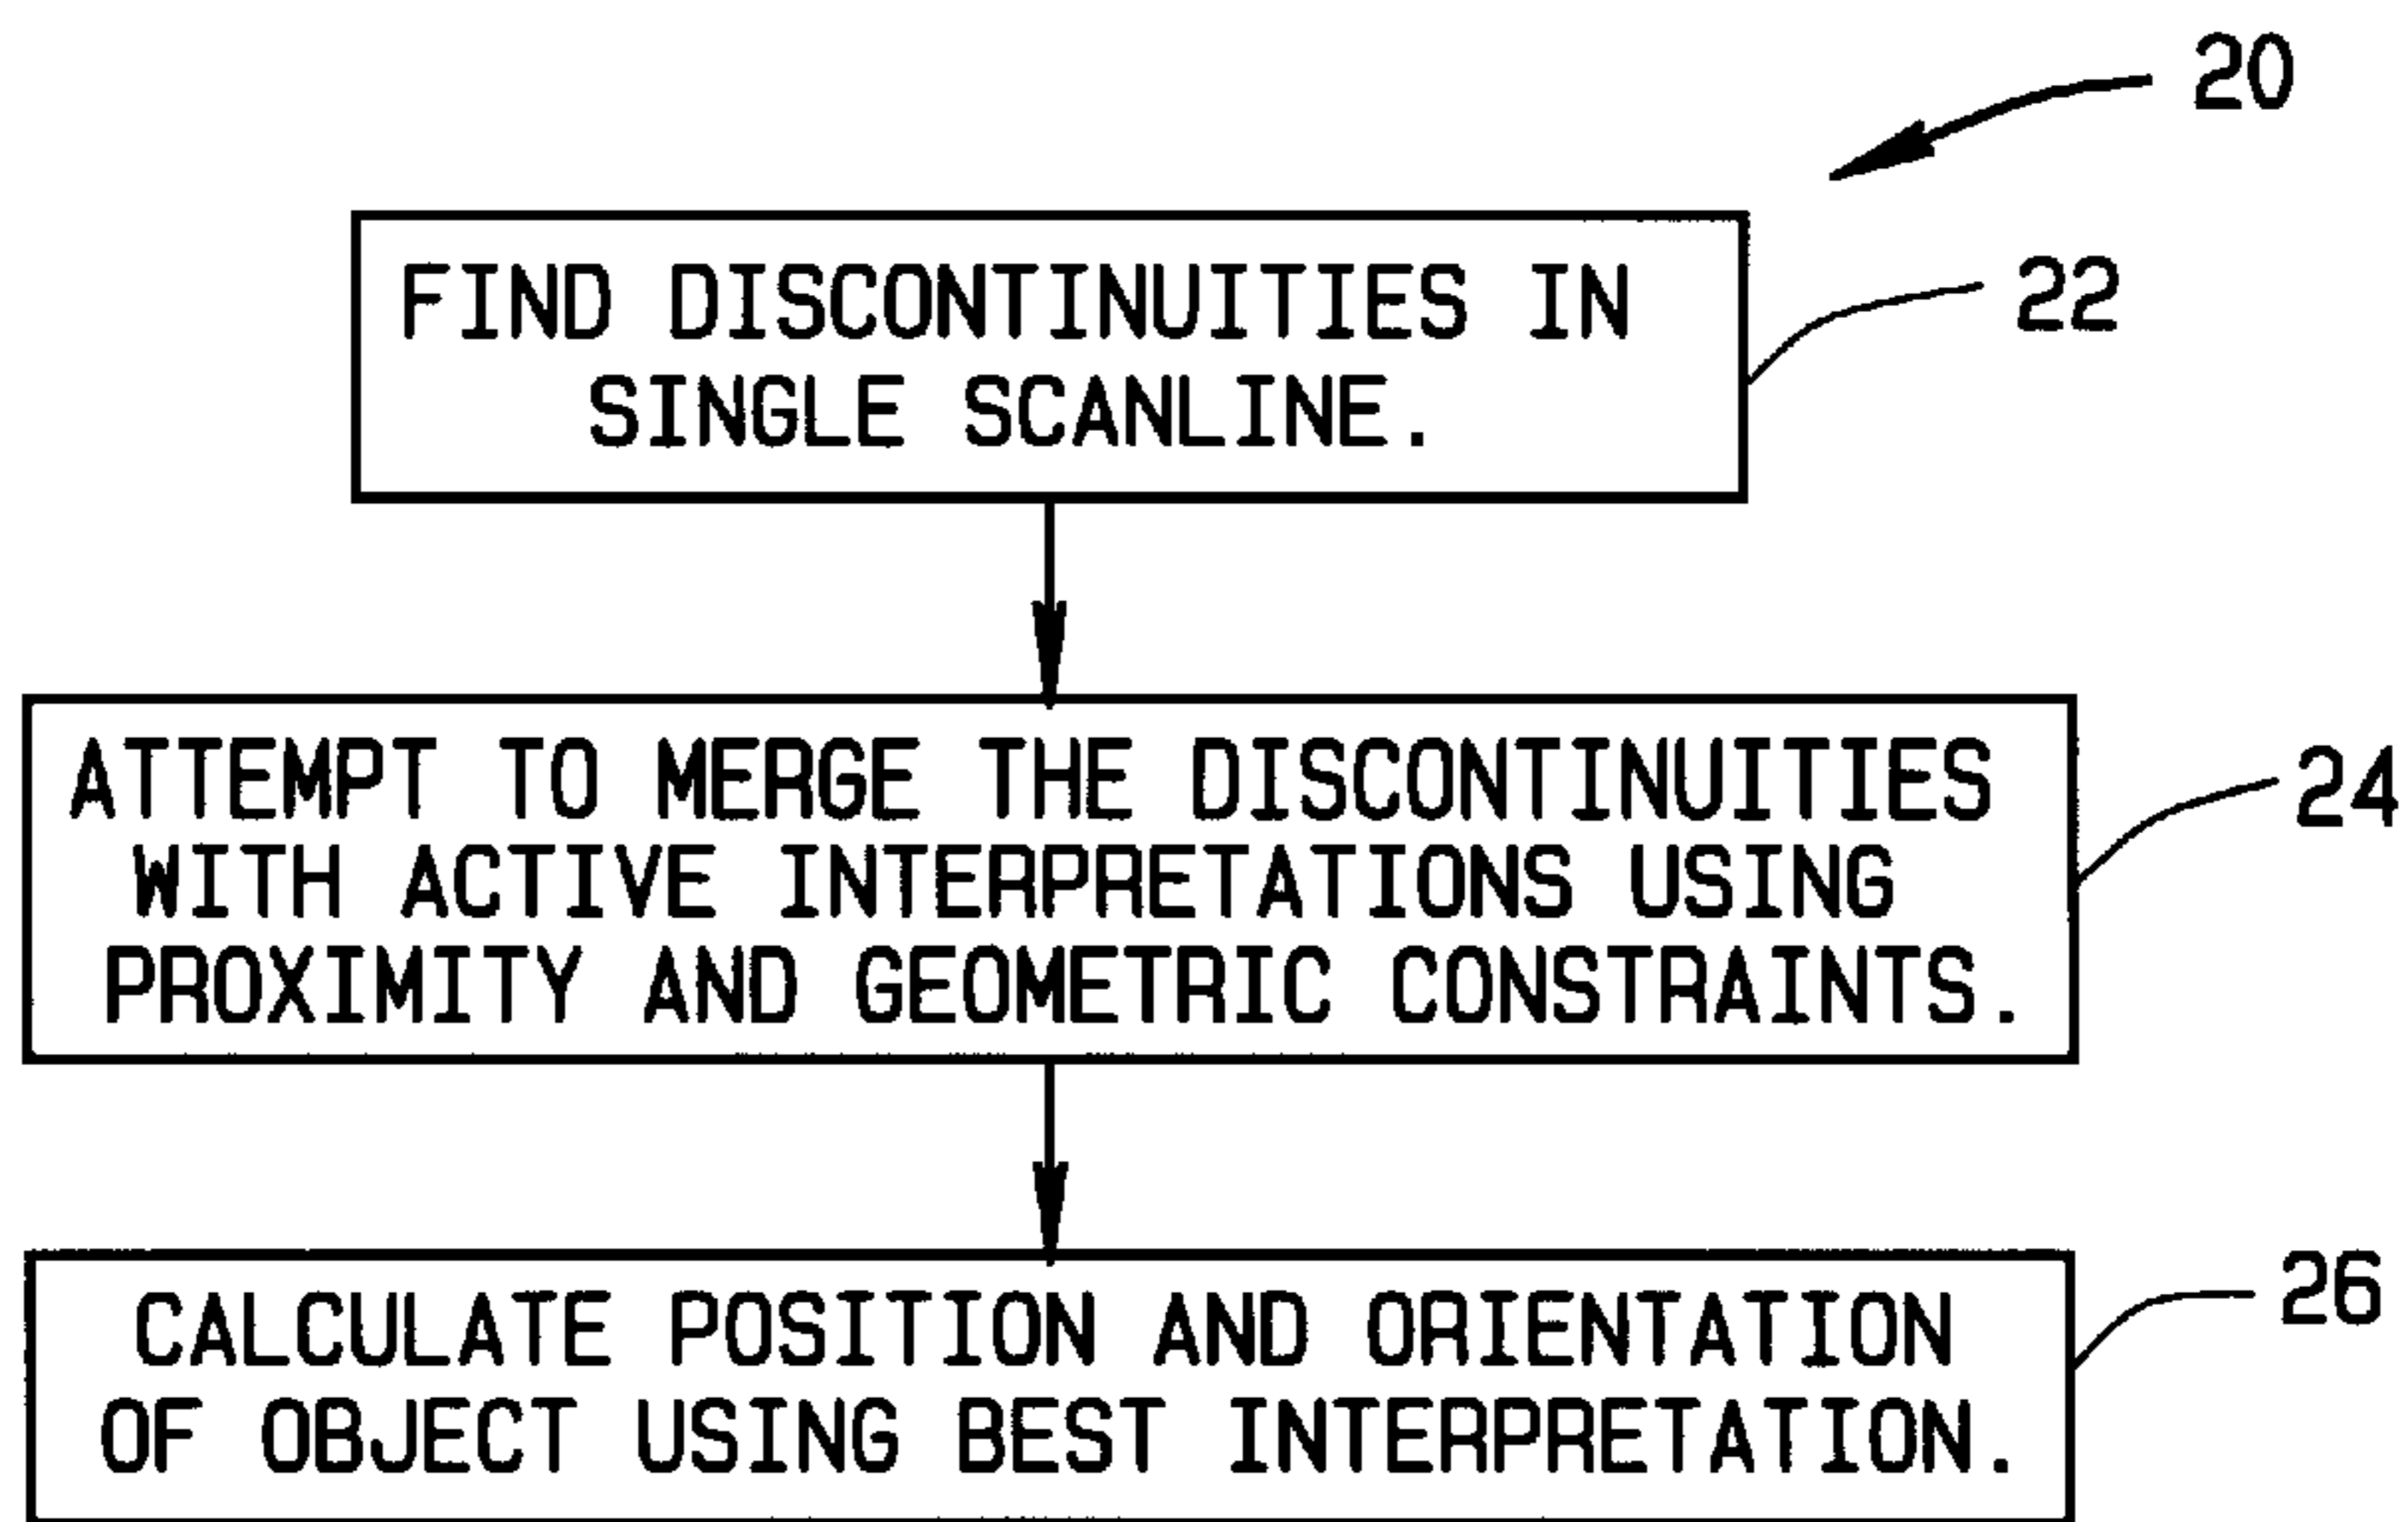 20
FIND DISCONTINUITIES IN
SINGLE SCANLINE.
22
ATTEMPT TO MERGE THE DISCONTINUITIES
WITH ACTIVE INTERPRETATIONS USING
PROXIMITY AND GEOMETRIC CONSTRAINTS.
24
CALCULATE POSITION AND ORIENTATION
OF OBJECT USING BEST INTERPRETATION.
26